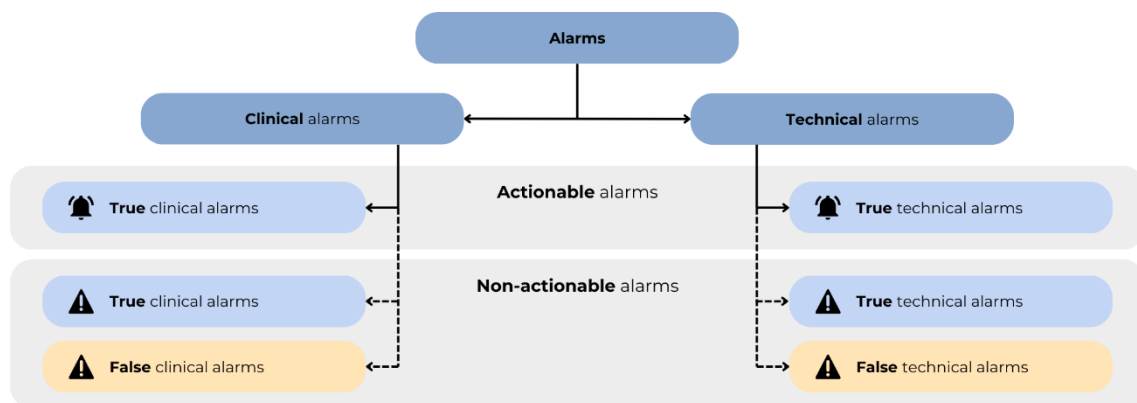 Alarms
Clinical alarms
Technical alarms
Actionable alarms
True clinical alarms
True technical alarms
Non-actionable alarms
True clinical alarms
True technical alarms
False clinical alarms
False technical alarms